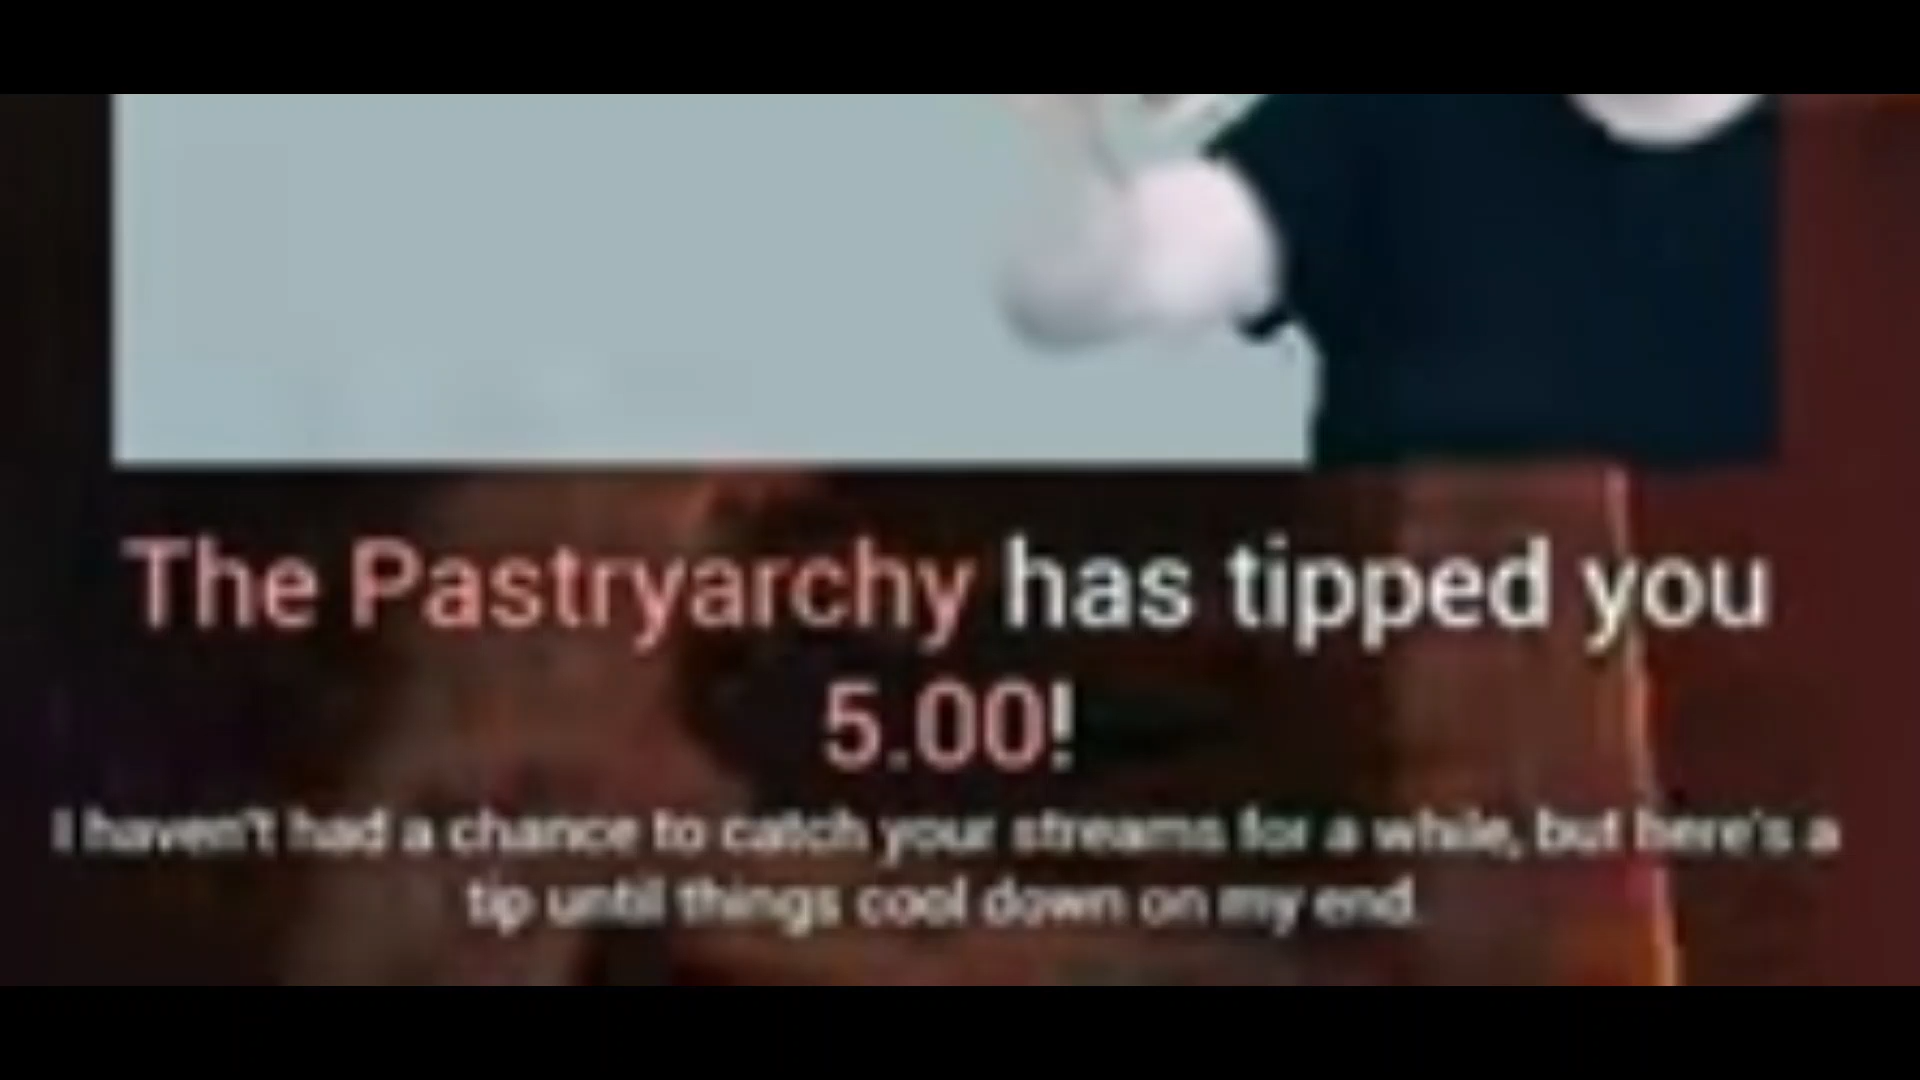 The Pastryarchy has tipped you
5.00!
I haven't had a chance to catch your streams for a while, but here's a
tip until things cool down on my end.